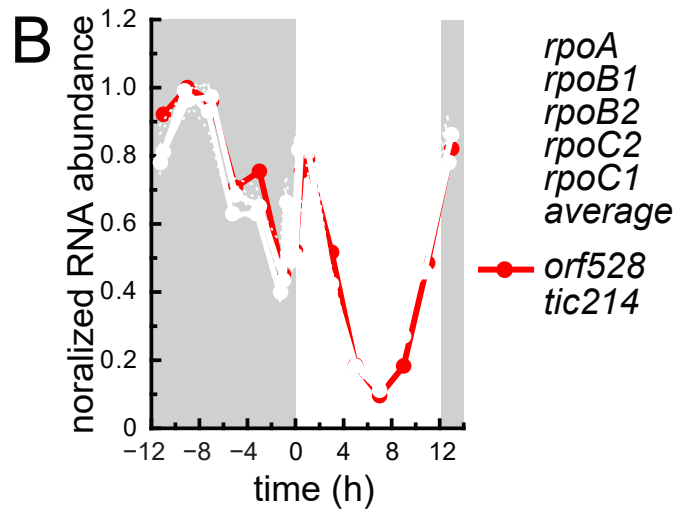 B
noralized RNA abundance
1.2
1.0
0.8
0.6
0.4
0.2
0
−12 −8 −4 0 4 8 12
time (h)
rpoA
rpoB1
rpoB2
rpoC2
rpoC1
average
orf528
tic214